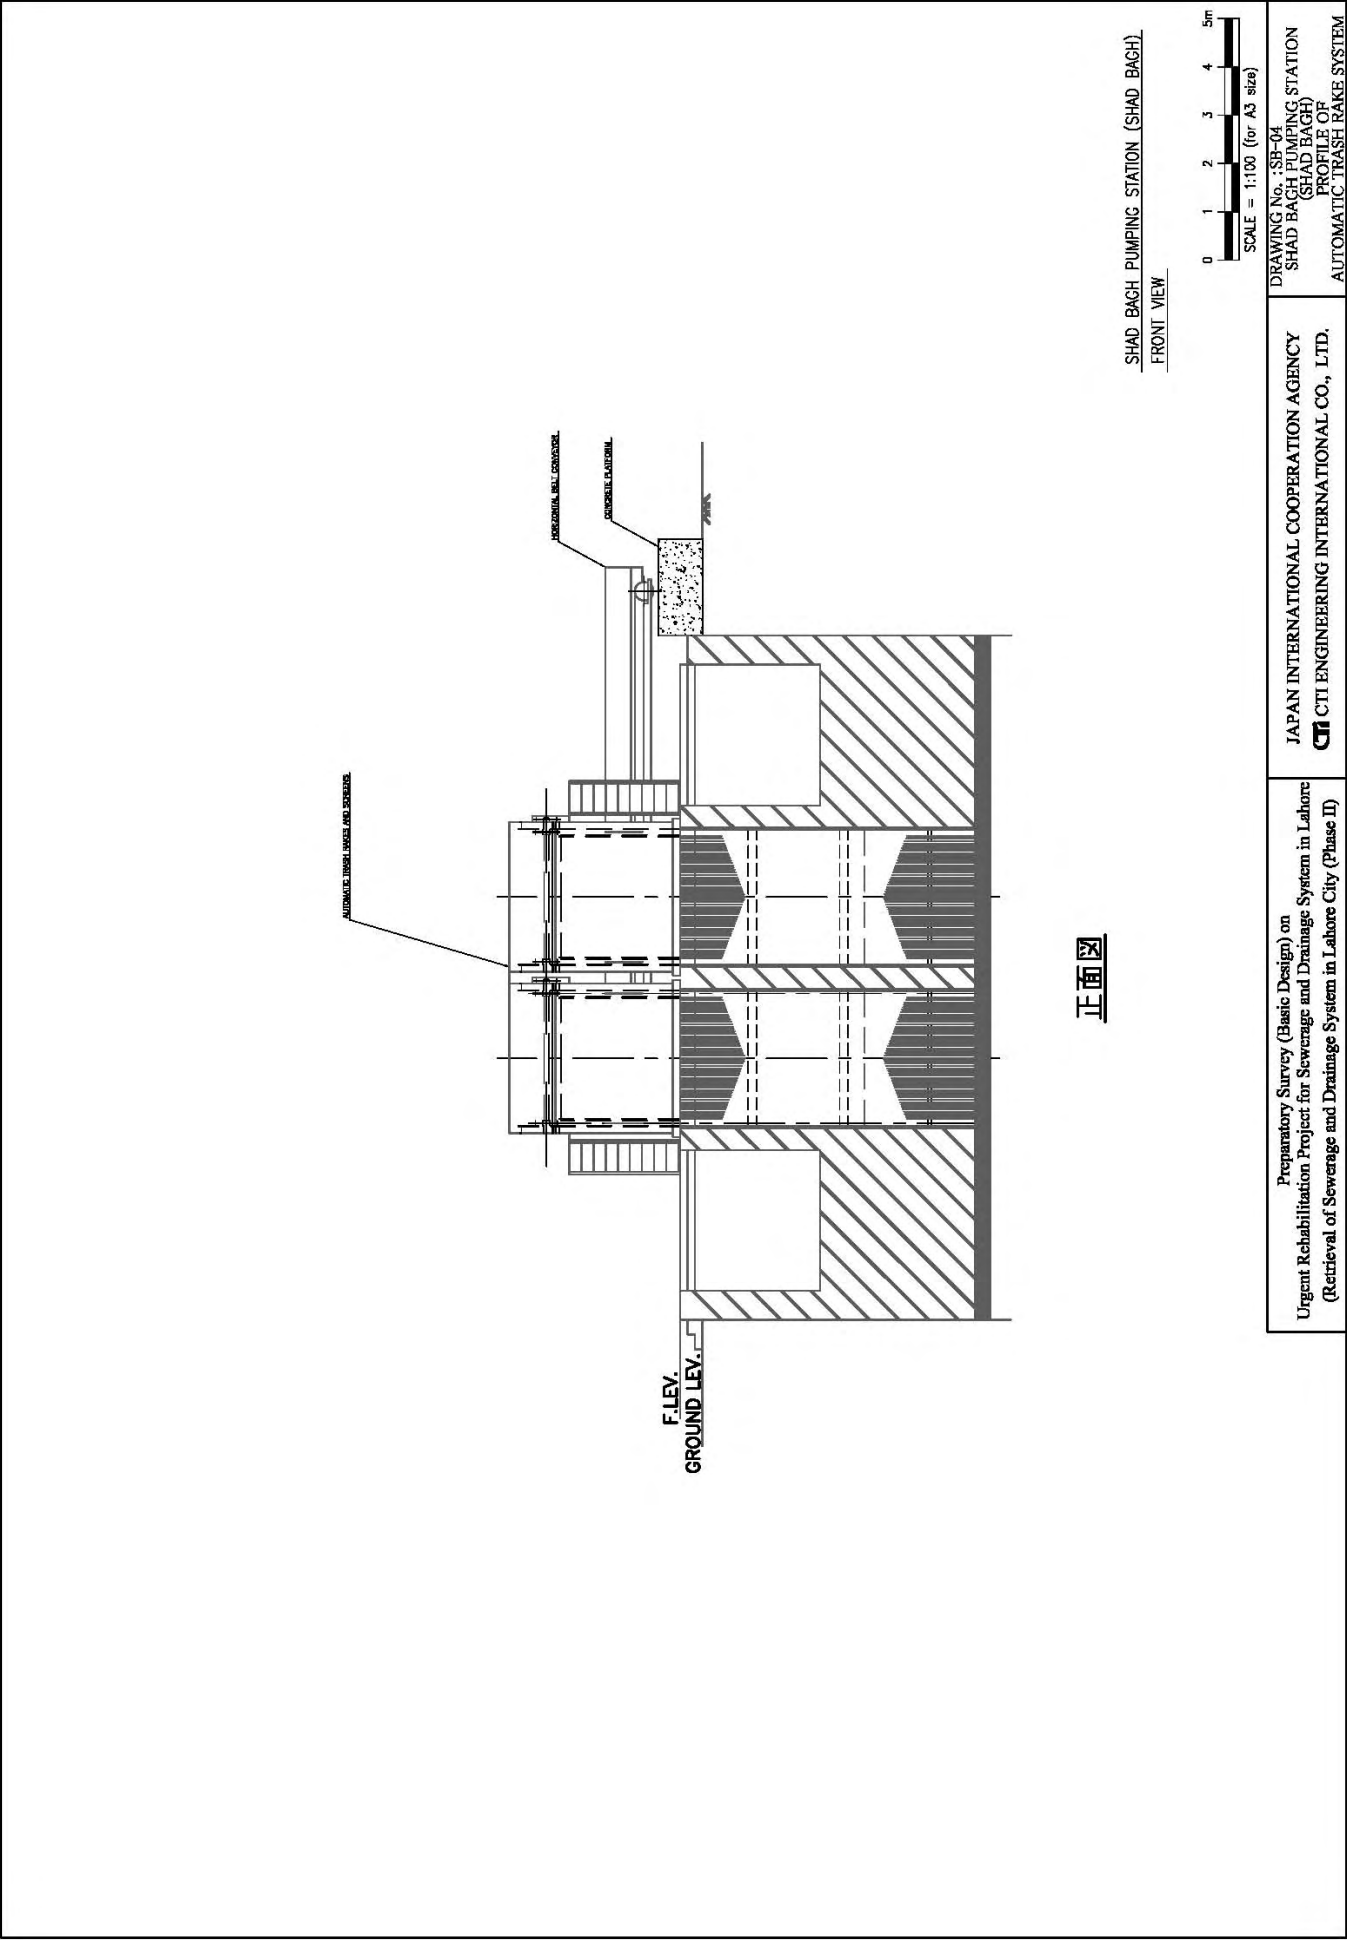 AUTOMATIC TRASH RAKES AND SCREENS
HORIZONTAL BELT CONVEYOR
CONCRETE PLATFORM
F.LEV.
GROUND LEV.
正面図
SHAD BAGH PUMPING STATION (SHAD BAGH)
FRONT VIEW
0 1 2 3 4 5m
SCALE = 1:100 (for A3 size)
Preparatory Survey (Basic Design) on
Urgent Rehabilitation Project for Sewerage and Drainage System in Lahore
(Retrieval of Sewerage and Drainage System in Lahore City (Phase II)
JAPAN INTERNATIONAL COOPERATION AGENCY
CTi CTI ENGINEERING INTERNATIONAL CO., LTD.
DRAWING No. :SB-04
SHAD BAGH PUMPING STATION
(SHAD BAGH)
PROFILE OF
AUTOMATIC TRASH RAKE SYSTEM